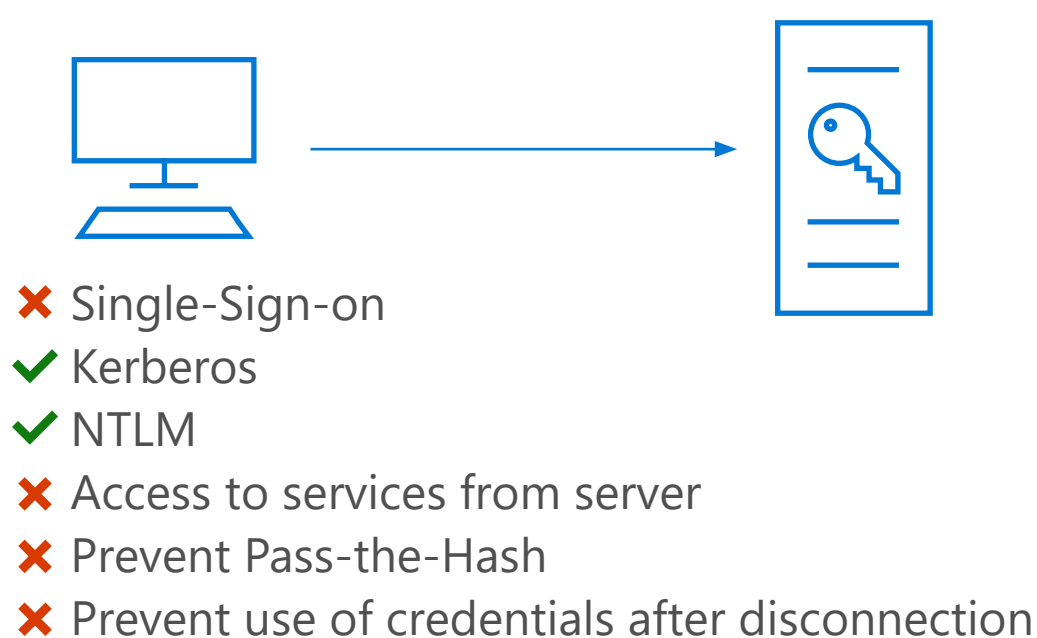 Single-Sign-on
Kerberos
NTLM
Access to services from server
Prevent Pass-the-Hash
Prevent use of credentials after disconnection